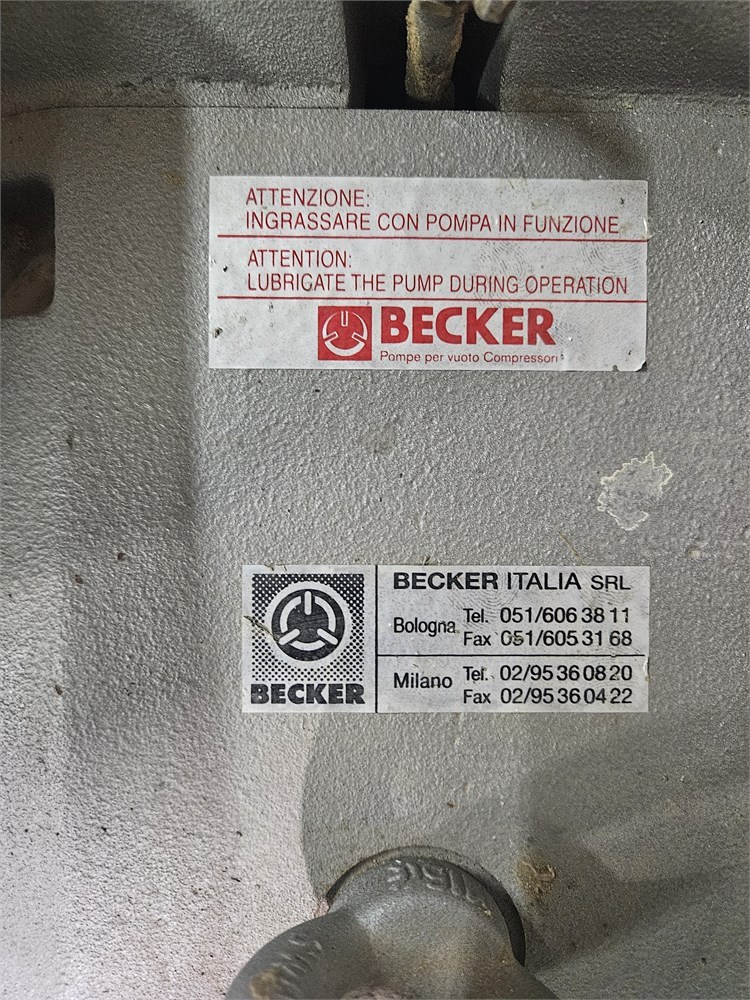 ATTENZIONE:
INGRASSARE CON POMPA IN FUNZIONE
ATTENTION:
LUBRIGATE THE PUMP DURING OPERATION
BECKER
Pompe per vuoto Compressori
BECKER
BECKER ITALIA SRL
Bologna Tel. 051/606 38 11
Fax 051/605 31 68
Milano Tel. 02/95 36 08 20
Fax 02/95 36 04 22